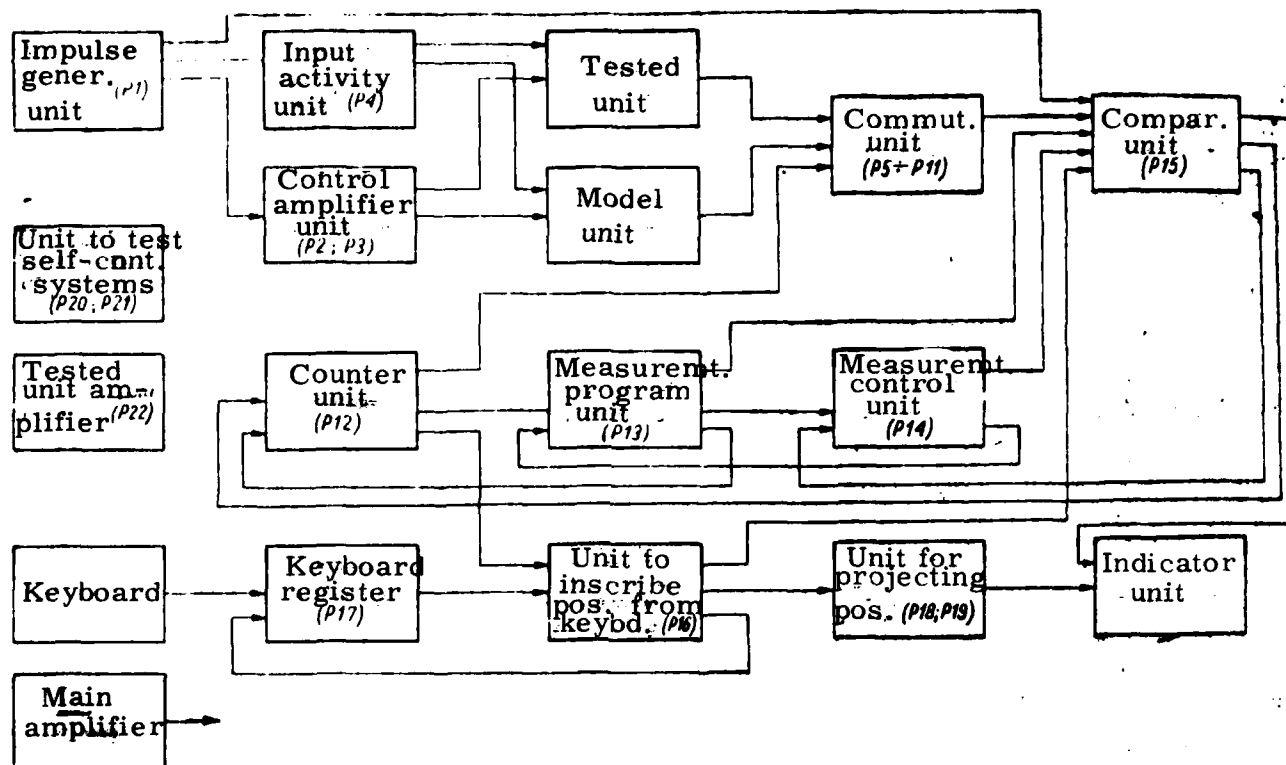 Impulse
gener. (P1)
unit
Input
activity
unit (P4)
Tested
unit
Commut.
unit
(P5÷P11)
Compar.
unit
(P15)
Control
amplifier
unit
(P2; P3)
Model
unit
Unit to test
self-cont.
systems
(P20; P21)
Tested
unit am-
plifier (P22)
Counter
unit
(P12)
Measuremt.
program
unit
(P13)
Measuremt.
control
unit
(P14)
Keyboard
Keyboard
register
(P17)
Unit to
inscribe
pos. from
keybd. (P16)
Unit for
projecting
pos. (P18; P19)
Indicator
unit
Main
amplifier